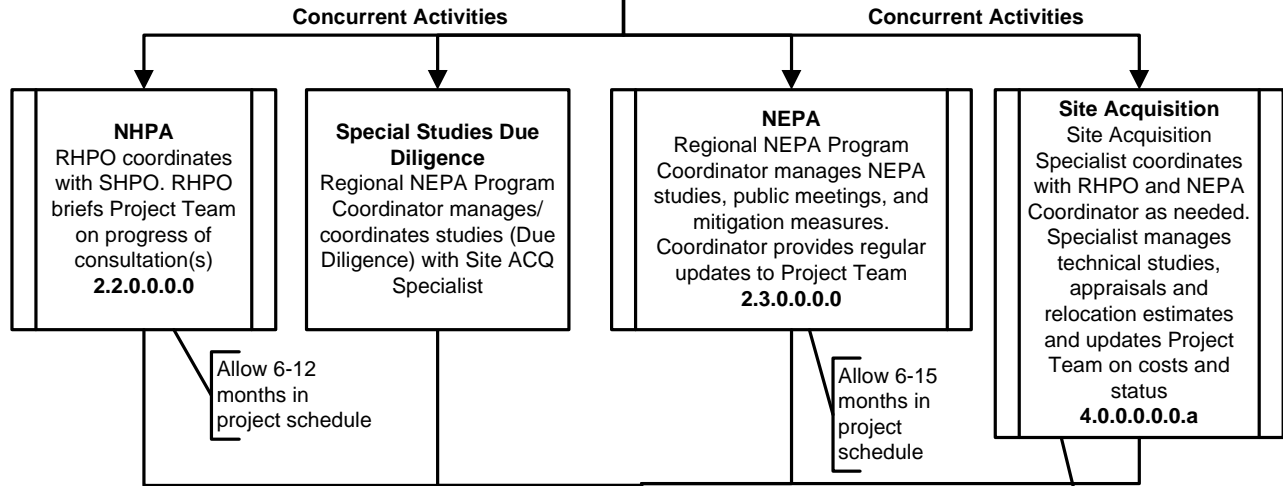 Concurrent Activities
Concurrent Activities
NHPA
RHPO coordinates
with SHPO. RHPO
briefs Project Team
on progress of
consultation(s)
2.2.0.0.0.0
Special Studies Due
Diligence
Regional NEPA Program
Coordinator manages/
coordinates studies (Due
Diligence) with Site ACQ
Specialist
NEPA
Regional NEPA Program
Coordinator manages NEPA
studies, public meetings, and
mitigation measures.
Coordinator provides regular
updates to Project Team
2.3.0.0.0.0
Site Acquisition
Site Acquisition
Specialist coordinates
with RHPO and NEPA
Coordinator as needed.
Specialist manages
technical studies,
appraisals and
relocation estimates
and updates Project
Team on costs and
status
4.0.0.0.0.0.a
Allow 6-12
months in
project schedule
Allow 6-15
months in
project
schedule